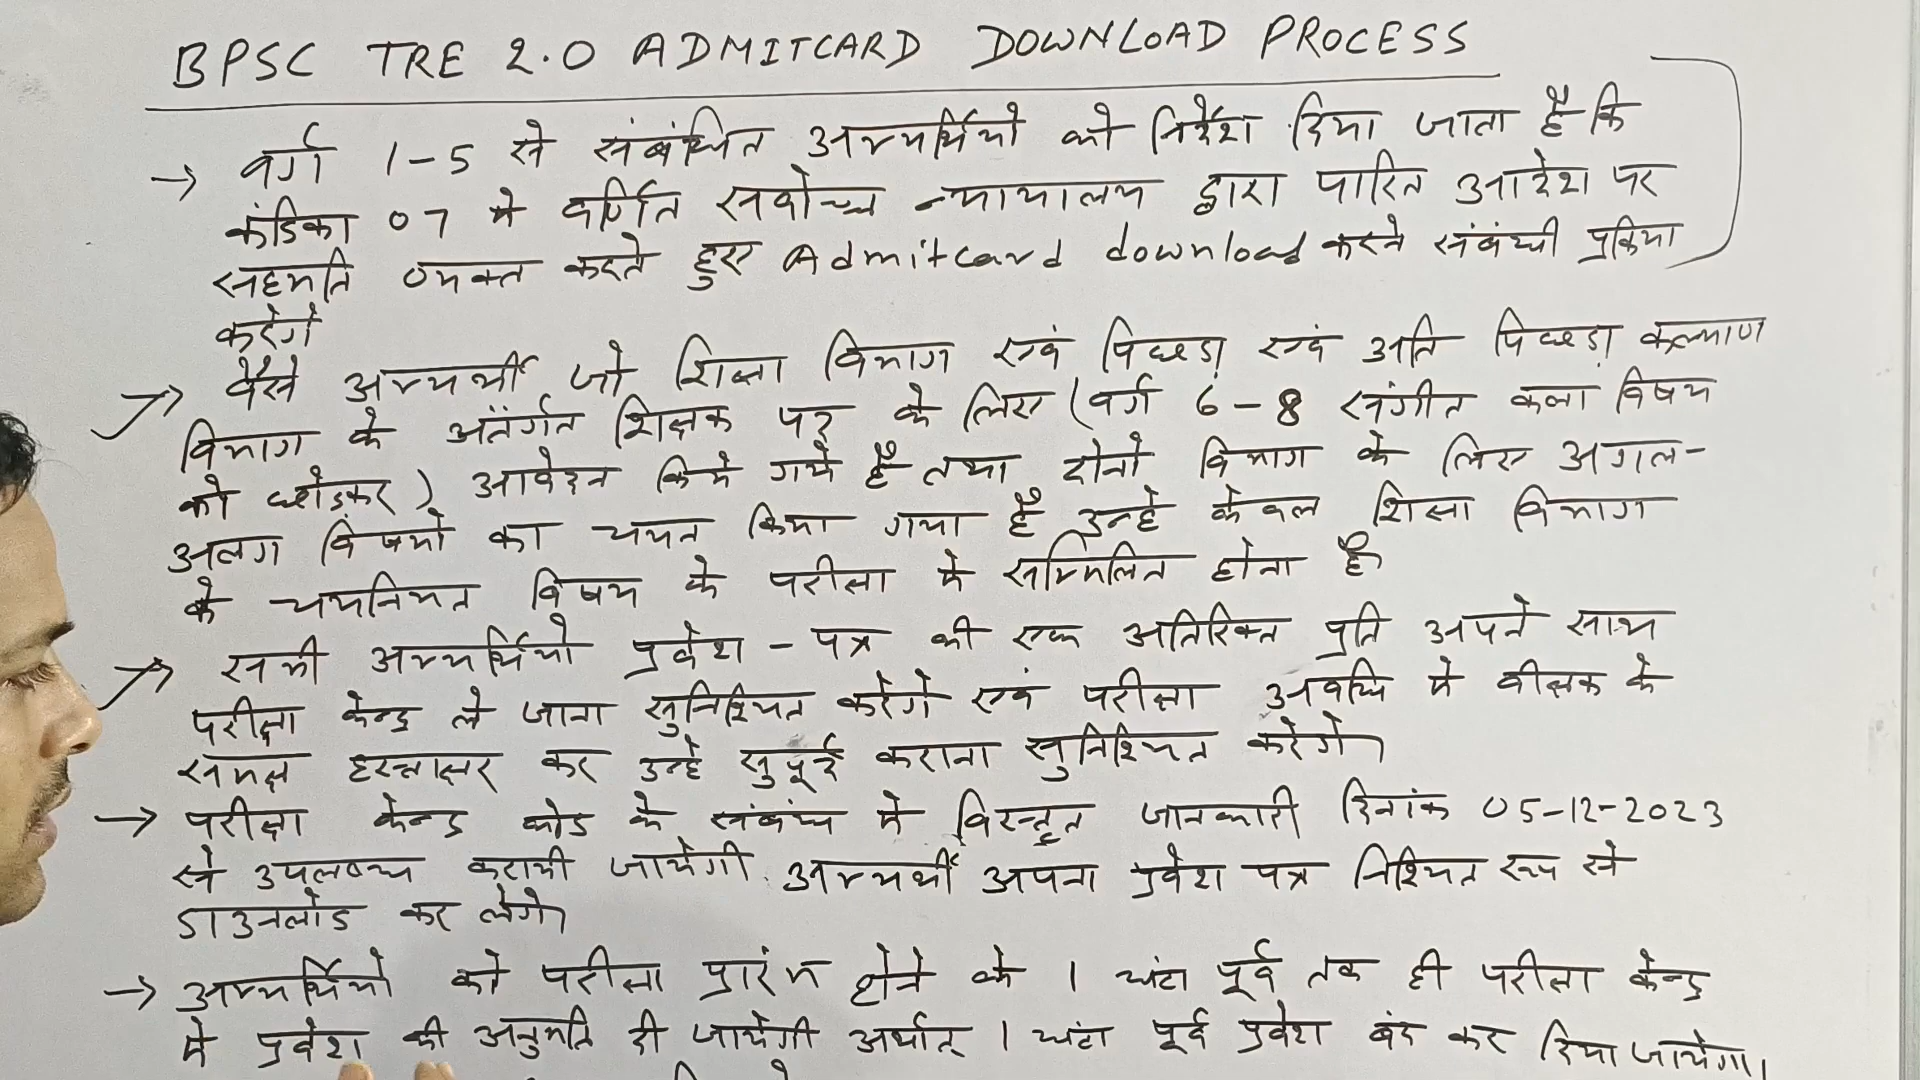 BPSC TRE 2.0 ADMITCARD DOWNLOAD PROCESS
→ वर्ग 1-5 से संबंधित अभ्यर्थियो को निर्देश दिया जाता है कि
कंडिका 07 मे वर्णित सर्वोच्च न्यायालय द्वारा पारित आदेश पर
सहमति व्यक्त करते हुए Admitcard download करने संबंधी प्रकिया
करेगे
→ वैसे अभ्यर्थी जो शिक्षा विभाग एवं पिछडा़ एवं अति पिछडा़ कल्याण
विभाग के अंतर्गत शिक्षक पद के लिए (वर्ग 6-8 संगीत कला विषय
को छोडकर) आवेदन किये गये है तथा दोनो विभाग के लिए अगल-
अलग विषयो का चयन किया गया है उन्हे केवल शिक्षा विभाग
के चयनियत विषय के परीक्षा मे सम्मिलित होना है
→ सभी अभ्यर्थियो प्रवेश-पत्र की एक अतिरिक्त प्रति अपने साथ
परीक्षा केन्द्र ले जाना सुनिश्चित करेगे एवं परीक्षा अवधि मे वीक्षक के
समक्ष हस्ताक्षर कर उन्हे सुपूर्द कराना सुनिश्चित करेगे।
→ परीक्षा केन्द्र कोड के संबंध मे विस्तृत जानकारी दिनांक 05-12-2023
से उपलब्ध करायी जायेगी. अभ्यर्थी अपना प्रवेश पत्र निश्चित रूप से
डाउनलोड कर लेगे।
→ अभ्यर्थियो को परीक्षा प्रारंभ होने के 1 घंटा पूर्व तक ही परीक्षा केन्द्र
मे प्रवेश की अनुमति दी जायेगी अर्थात् 1 घंटा पूर्व प्रवेश बंद कर दिया जायेगा।